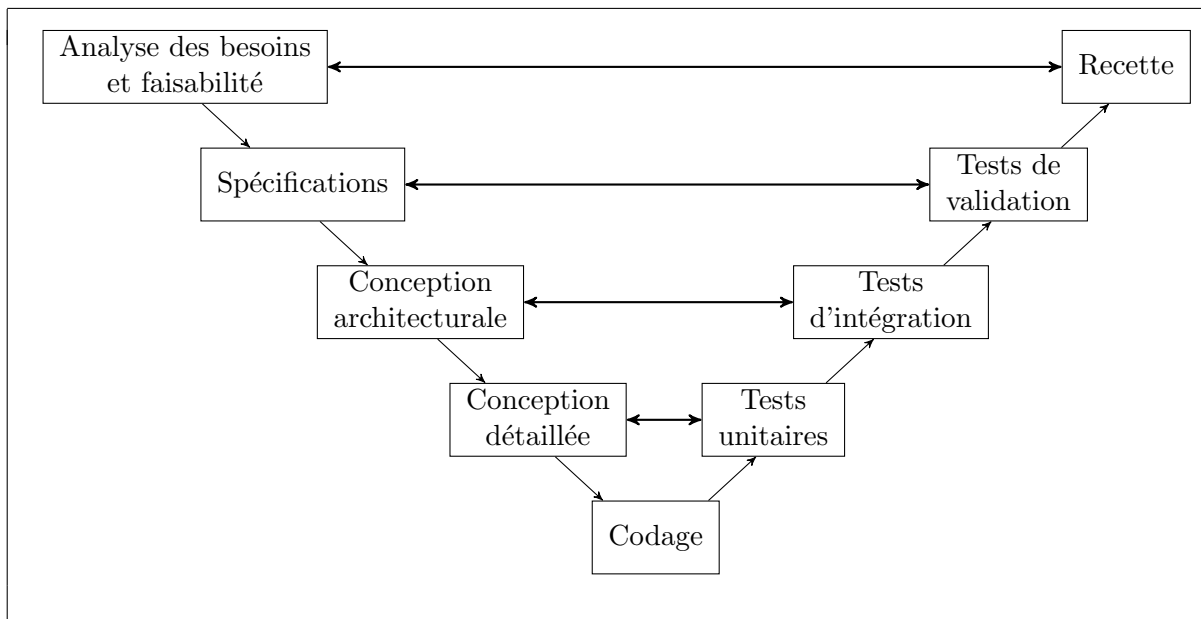 Analyse des besoins
et faisabilité
Recette
Spécifications
Tests de
validation
Conception
architecturale
Tests
d'intégration
Conception
détaillée
Tests
unitaires
Codage